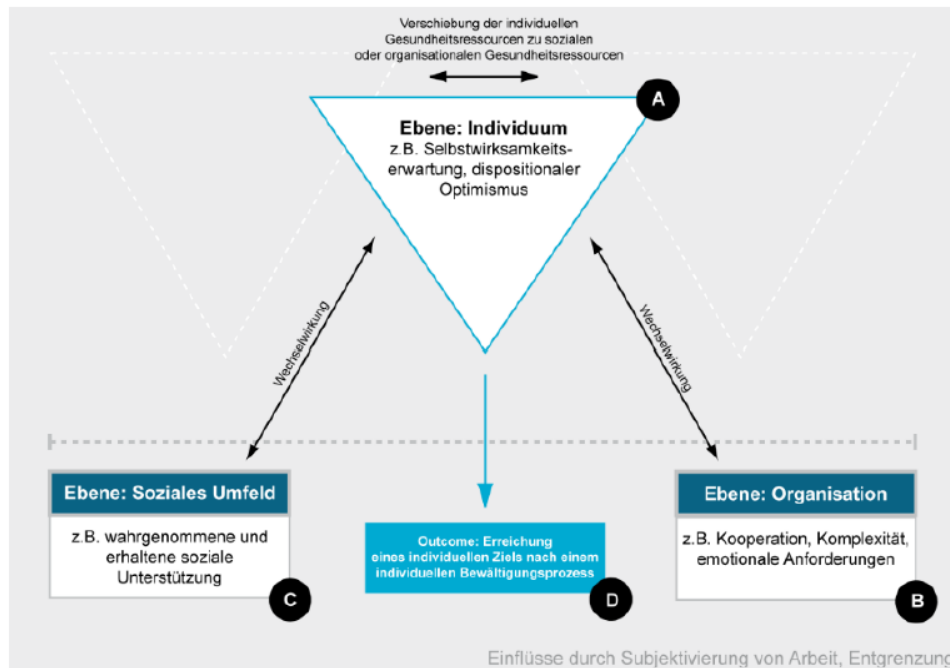 Verschiebung der individuellen
Gesundheitsressourcen zu sozialen
oder organisationalen Gesundheitsressourcen
A
Ebene: Individuum
z.B. Selbstwirksamkeits-
erwartung, dispositionaler
Optimismus
Wechselwirkung
Wechselwirkung
Ebene: Soziales Umfeld
z.B. wahrgenommene und
erhaltene soziale
Unterstützung
C
Outcome: Erreichung
eines individuellen Ziels nach einem
individuellen Bewältigungsprozess
D
Ebene: Organisation
z.B. Kooperation, Komplexität,
emotionale Anforderungen
B
Einflüsse durch Subjektivierung von Arbeit, Entgrenzung